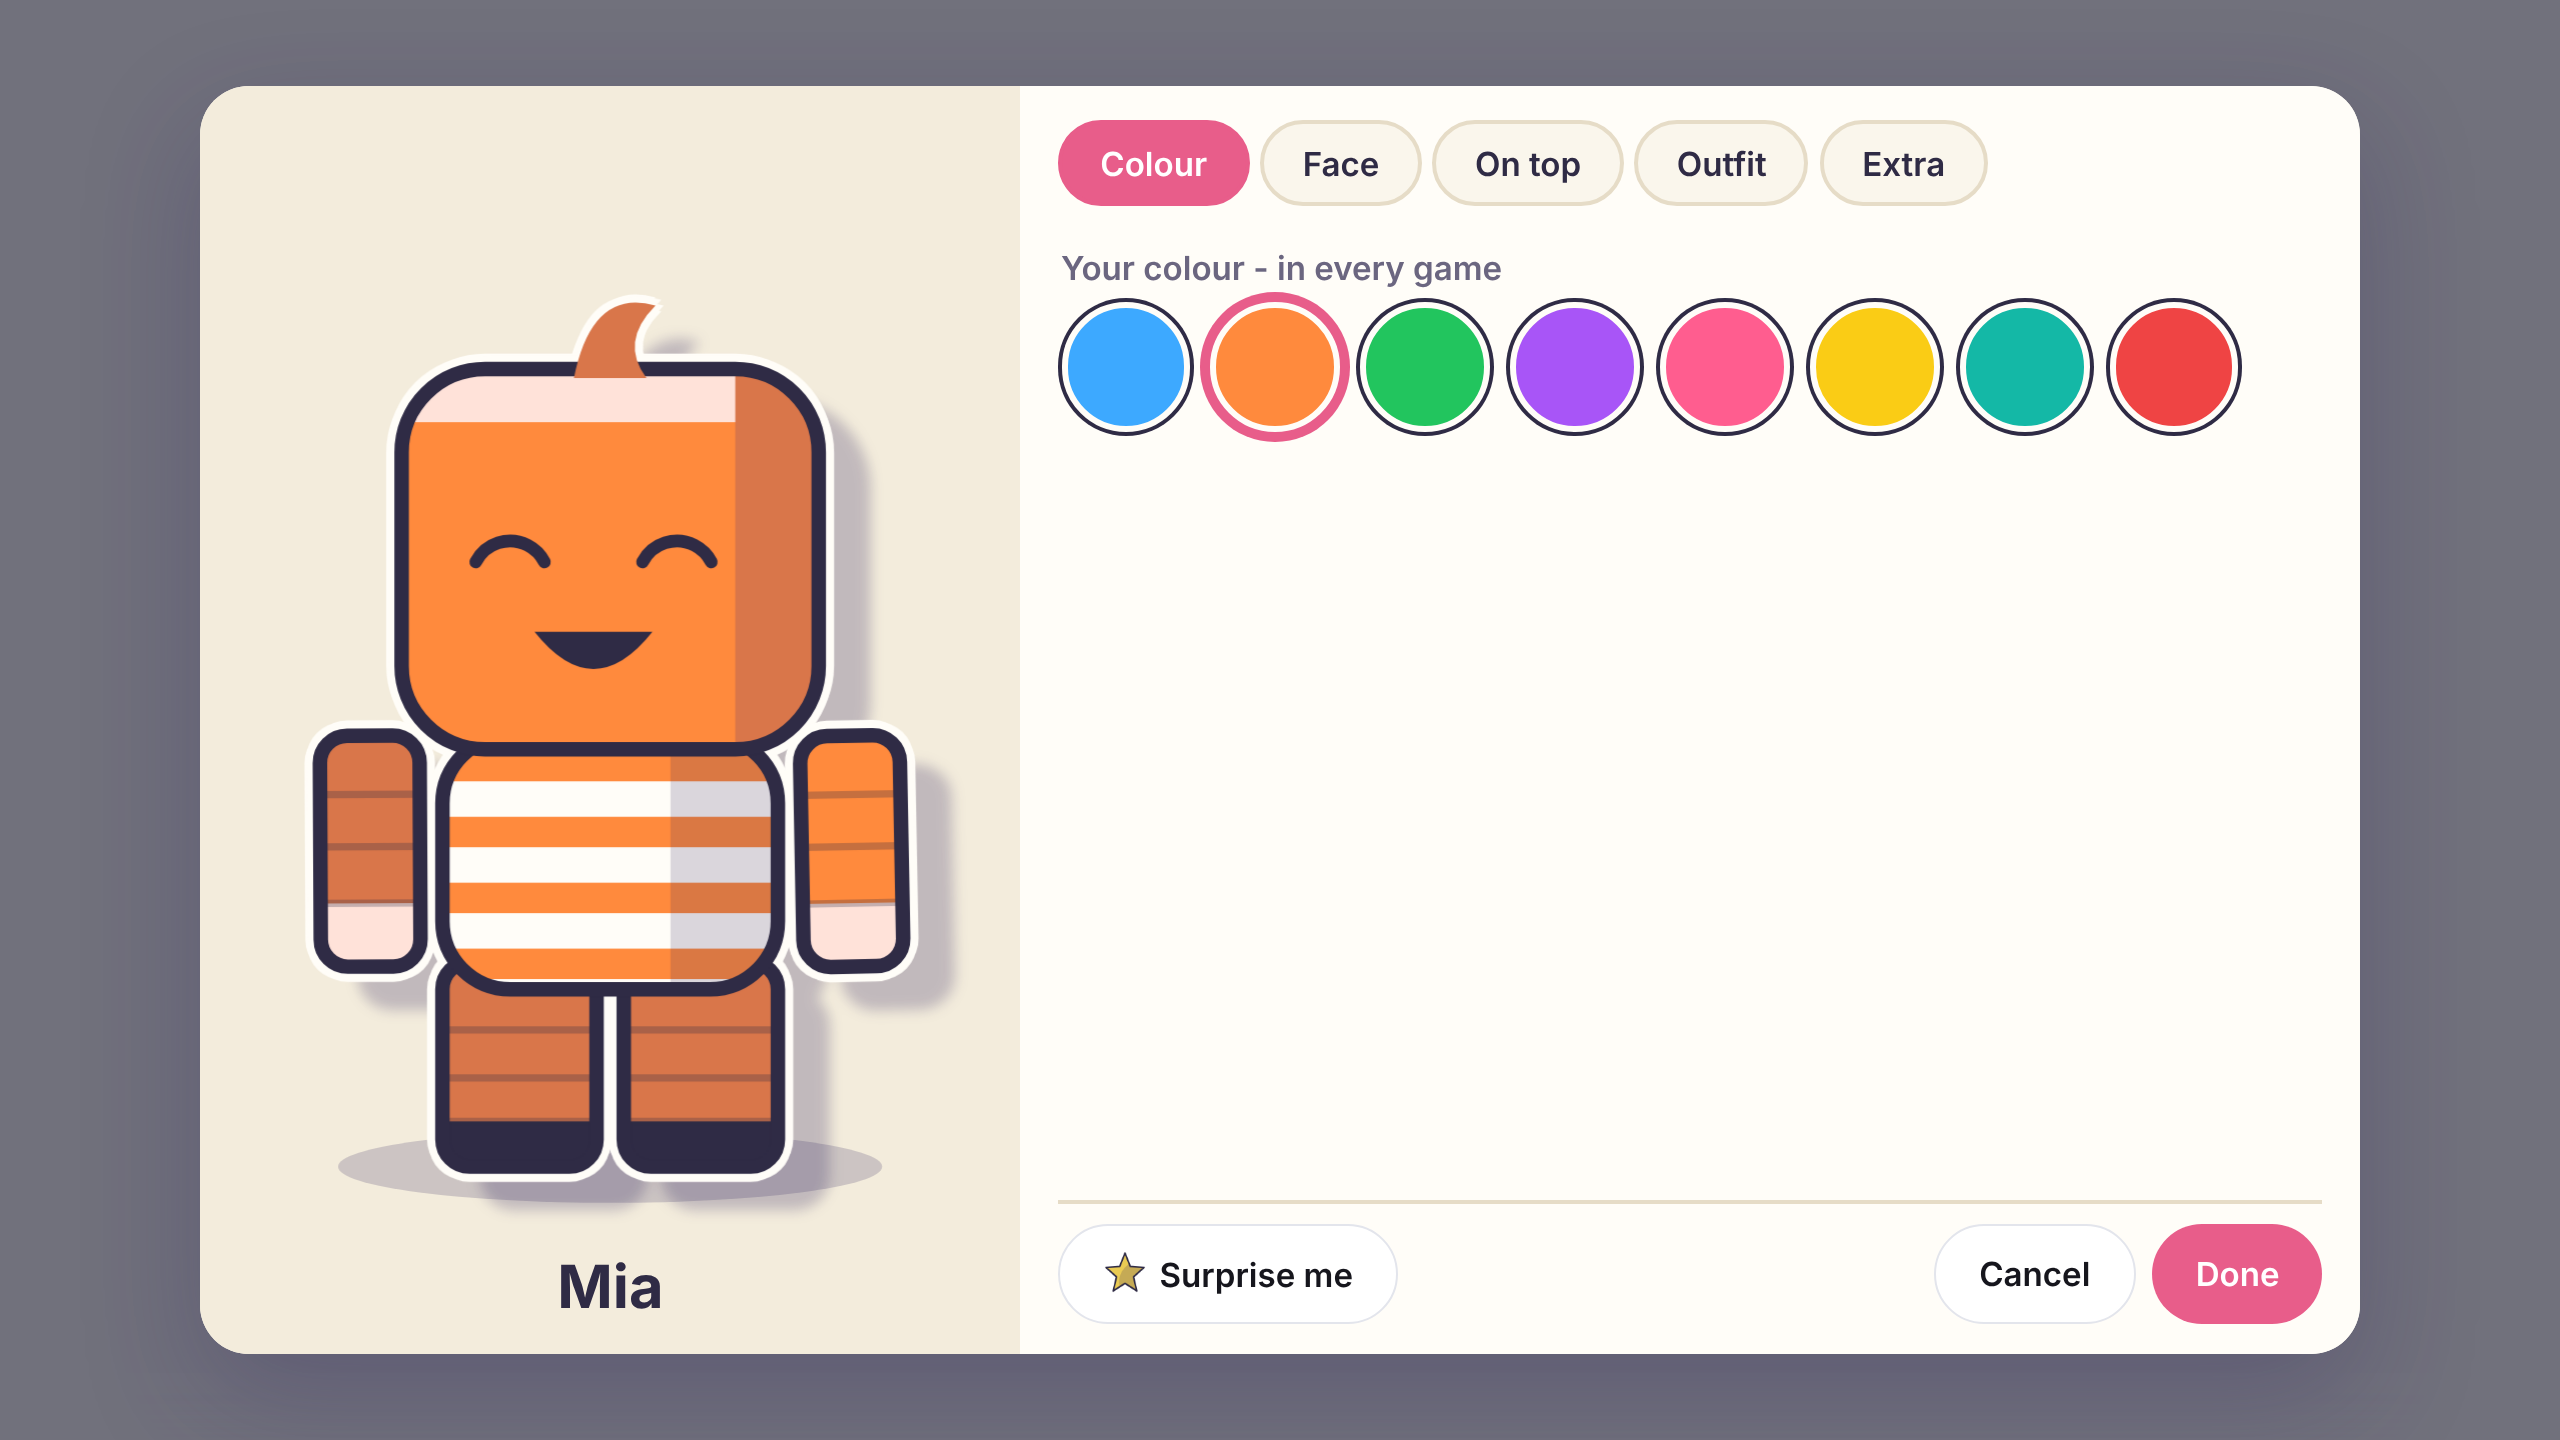 Colour
Face
On top
Outfit
Extra
Your colour - in every game
Mia
Surprise me
Cancel
Done